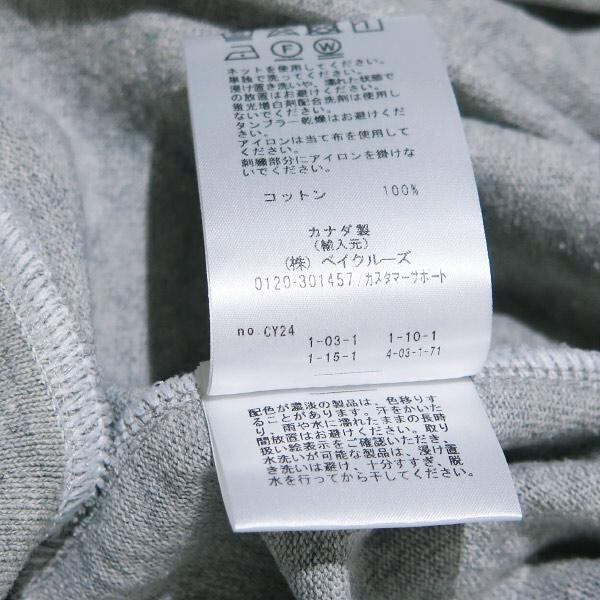 F W
ネットを使用してください。
単独で洗ってください。
浸け置き洗いや、濡れた状態で
の放置はお避けください。
蛍光増白剤配合洗剤は使用し
ないでください。
タンブラー乾燥はお避けくだ
さい。
アイロンは当て布を使用して
ください。
刺繍部分にアイロンを掛けな
いでください。
コットン 100%
カナダ製
(輸入元)
(株) ベイクルーズ
0120-301457/カスタマーサポート
no.CY24 1-03-1 1-10-1
1-15-1 4-03-1-71
配色が濃淡の製品は、色移りす
ることがあります。汗をかいた
り、雨や水に濡れたままの長時
間放置はお避けください。取り
扱い絵表示をご確認いただき、
水洗いが可能な製品は、浸け置
き洗いは避け、十分すすぎ、脱
水を行ってから干してください。